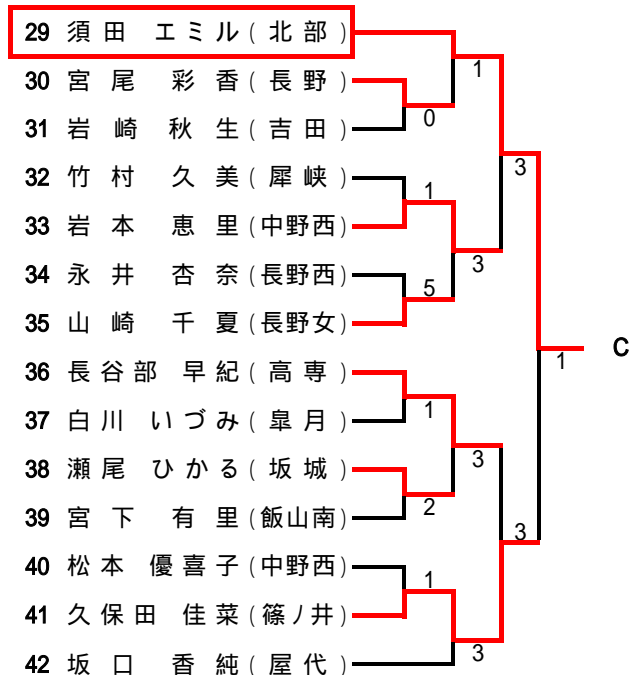 29 須田 エミル(北部)
1
30 宮尾 彩香(長野)
0
31 岩崎 秋生(吉田)
3
32 竹村 久美(犀峡)
1
33 岩本 恵里(中野西)
3
34 永井 杏奈(長野西)
5
35 山崎 千夏(長野女)
1 C
36 長谷部 早紀(高専)
1
37 白川 いづみ(皐月)
3
38 瀬尾 ひかる(坂城)
2
39 宮下 有里(飯山南)
3
40 松本 優喜子(中野西)
1
41 久保田 佳菜(篠ノ井)
3
42 坂口 香純(屋代)